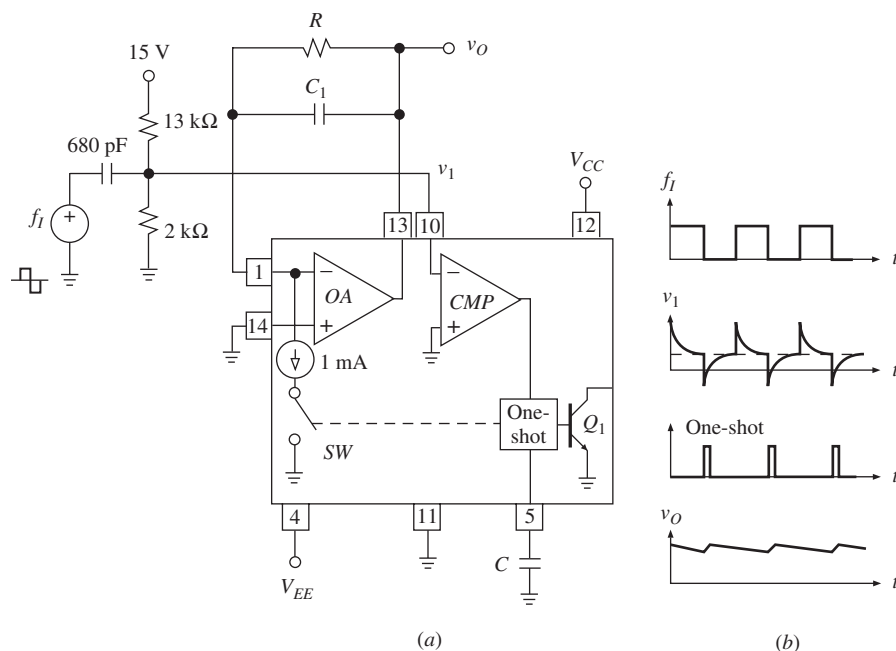 R
v_O
15 V
C_1
13 kΩ
680 pF
v_1
V_CC
f_I
+
2 kΩ
13
10
12
1
−
−
OA
CMP
14
+
+
1 mA
One-
shot
Q_1
SW
4
11
5
V_EE
C
(a)
f_I
t
v_1
t
One-shot
t
v_O
t
(b)